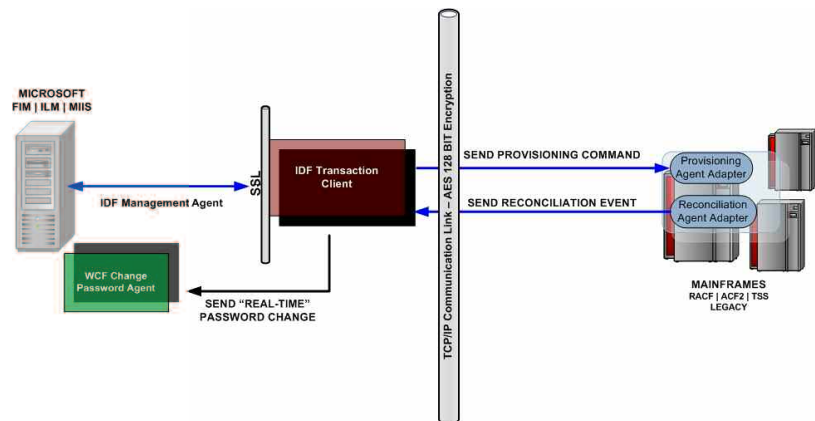 MICROSOFT
FIM | ILM | MIIS
IDF Management Agent
SSL
IDF Transaction
Client
WCF Change
Password Agent
SEND “REAL-TIME”
PASSWORD CHANGE
TCP/IP Communication Link – AES 128 BIT Encryption
SEND PROVISIONING COMMAND
SEND RECONCILIATION EVENT
Provisioning
Agent Adapter
Reconciliation
Agent Adapter
MAINFRAMES
RACF | ACF2 | TSS
LEGACY